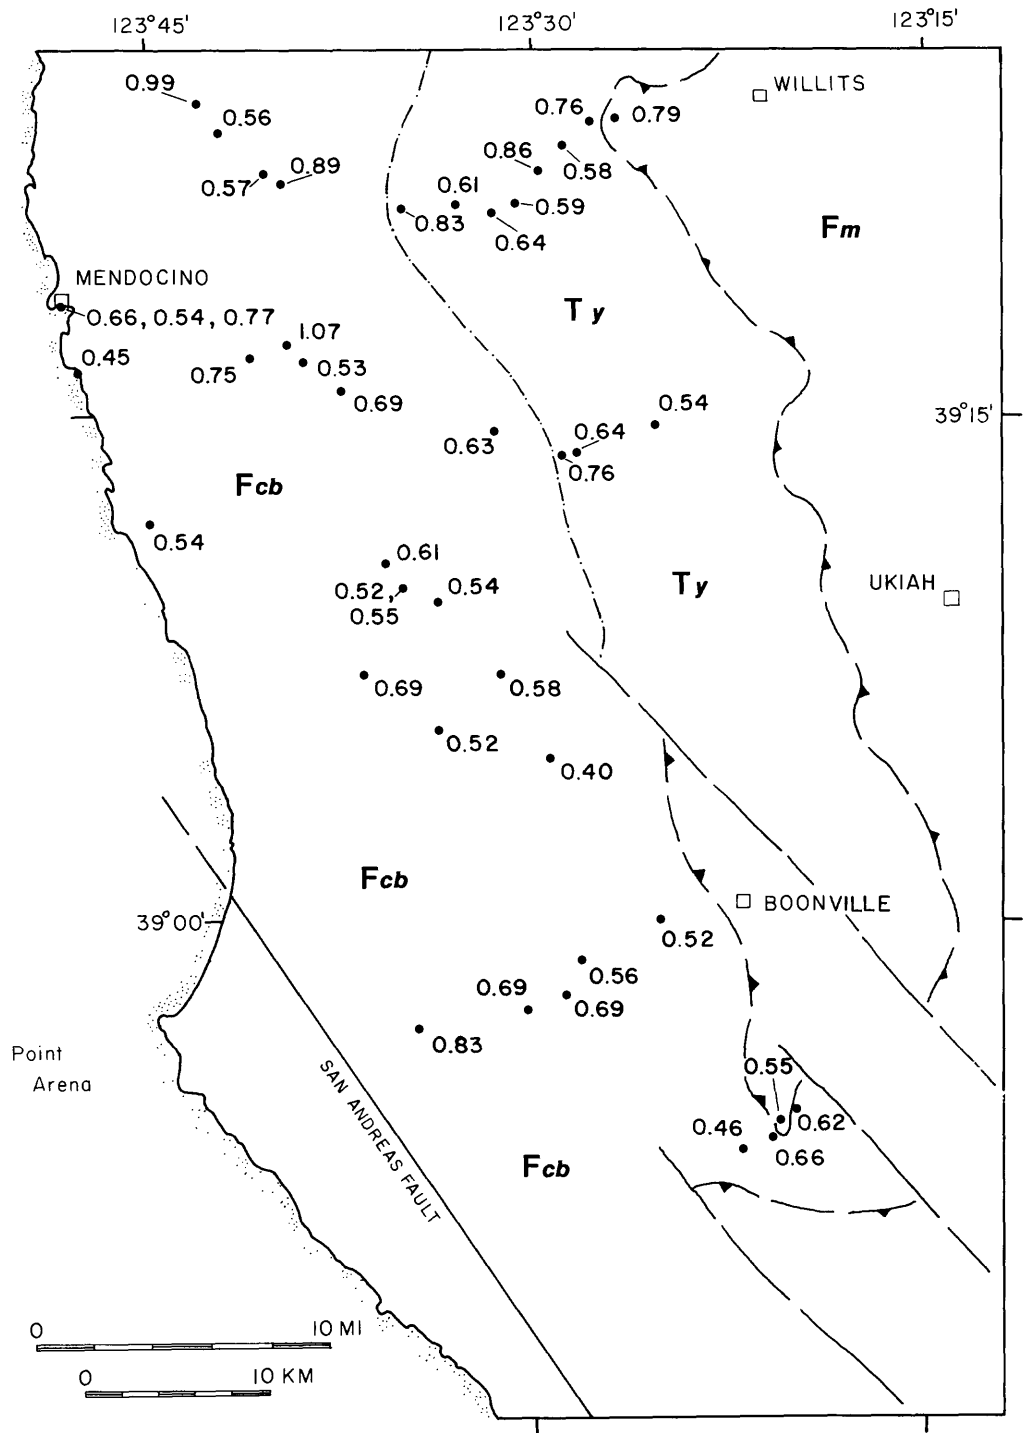 123°45'
123°30'
123°15'
0.99
0.56
0.57
0.89
0.76
0.79
WILLITS
0.86
0.58
0.61
0.59
0.83
0.64
Fm
MENDOCINO
0.66, 0.54, 0.77
Ty
1.07
0.45
0.75
0.53
0.69
0.54
39°15'
0.63
0.64
0.76
Fcb
0.54
0.61
0.52,
0.55
0.54
Ty
UKIAH
0.69
0.58
0.52
0.40
Fcb
BOONVILLE
39°00'
0.52
0.56
0.69
0.69
0.83
Point
Arena
SAN ANDREAS FAULT
0.55
0.62
0.46
0.66
Fcb
0
10 MI
0
10 KM